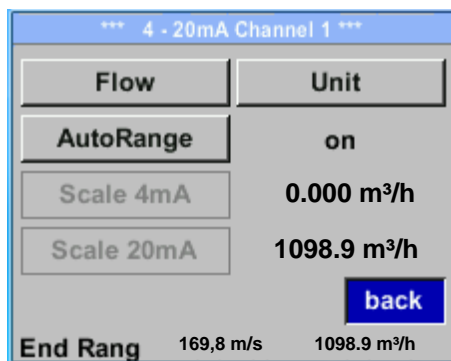 *** 4 - 20mA Channel 1 ***
Flow Unit
AutoRange on
Scale 4mA 0.000 m³/h
Scale 20mA 1098.9 m³/h
back
End Rang 169,8 m/s 1098.9 m³/h